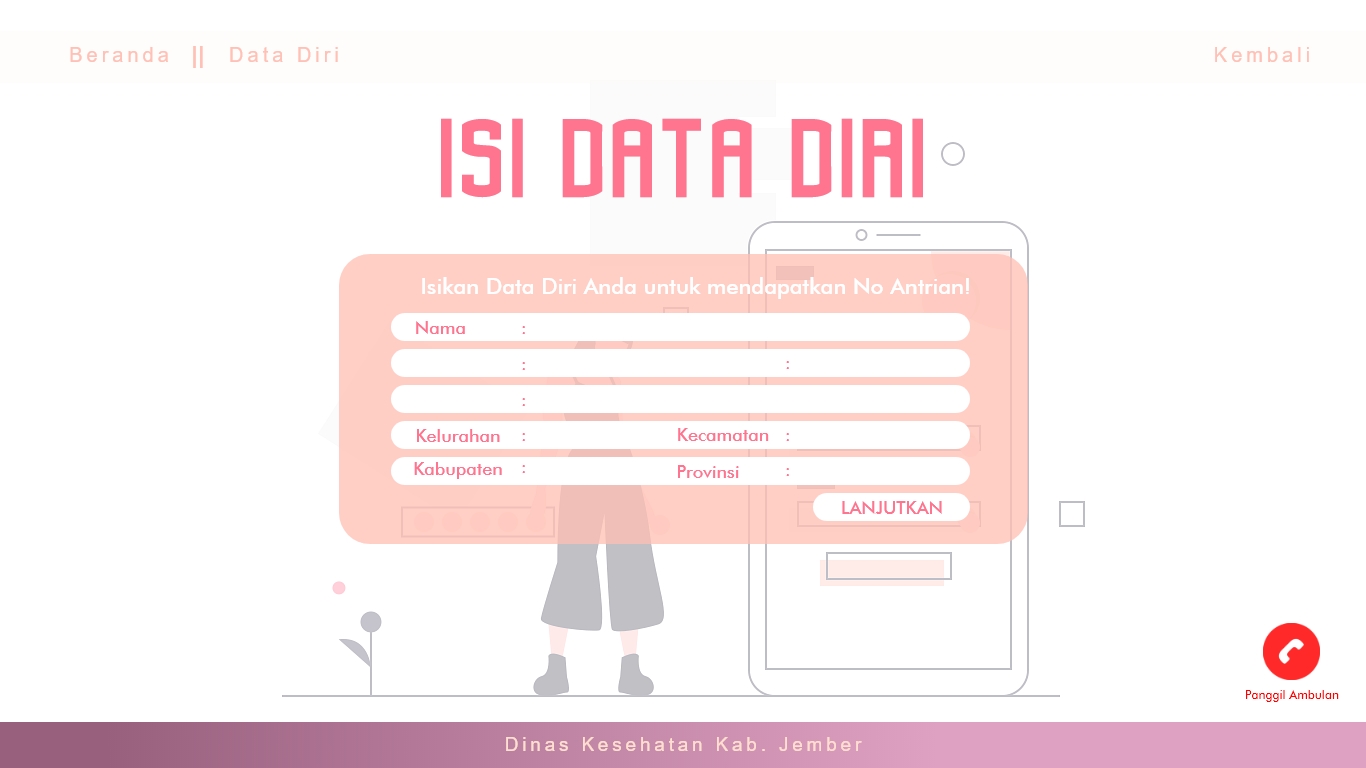 Beranda || Data Diri Kembali
ISI DATA DIRI
Isikan Data Diri Anda untuk mendapatkan No Antrian!
Nama :
: :
:
Kelurahan : Kecamatan :
Kabupaten : Provinsi :
LANJUTKAN
Panggil Ambulan
Dinas Kesehatan Kab. Jember